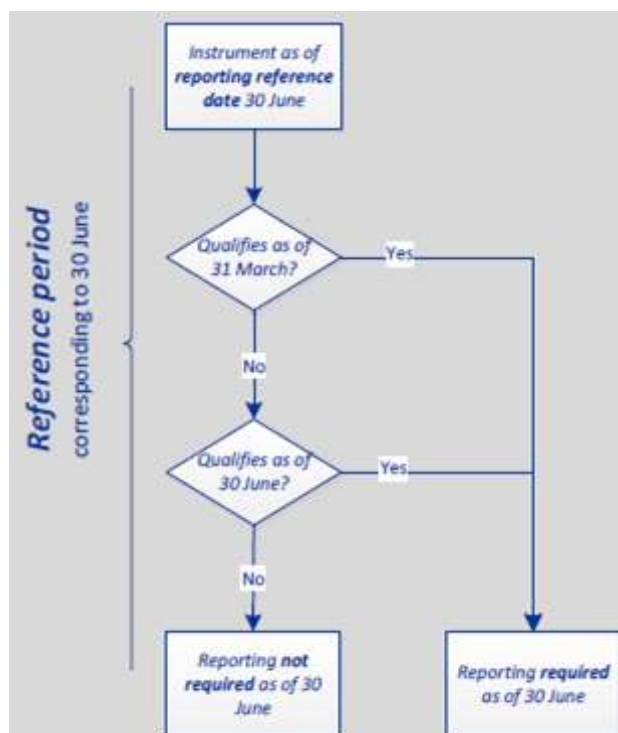 Instrument as of
reporting reference
date 30 June
Reference period
corresponding to 30 June
Qualifies as of
31 March?
Yes
No
Qualifies as of
30 June?
Yes
No
Reporting not
required as of 30
June
Reporting required
as of 30 June